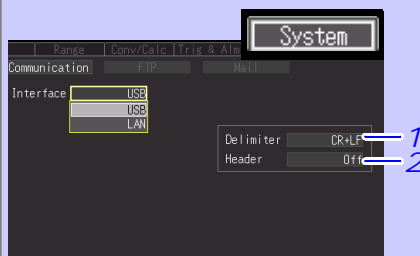 System
Range Conv/Calc Trig & Alm
Communication FTP Mail
Interface USB
USB
LAN
Delimiter CR+LF 1
Header Off 2